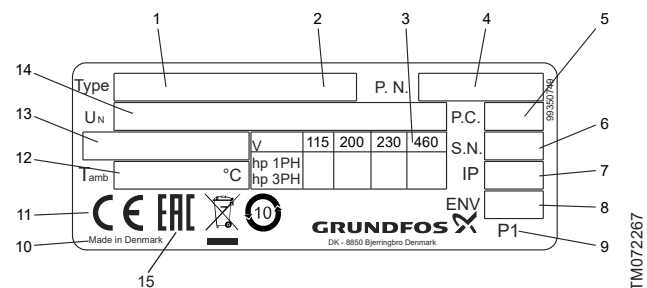 1 2 3 4 5
14 Type P. N. 99350749
13 UN P.C. 6
V 115 200 230 460 S.N.
12 Tamb °C hp 1PH IP 7
hp 3PH
11 CE EAC 10 ENV 8
GRUNDFOS P1 9
10 Made in Denmark DK - 8850 Bjerringbro Denmark
15
TM072267